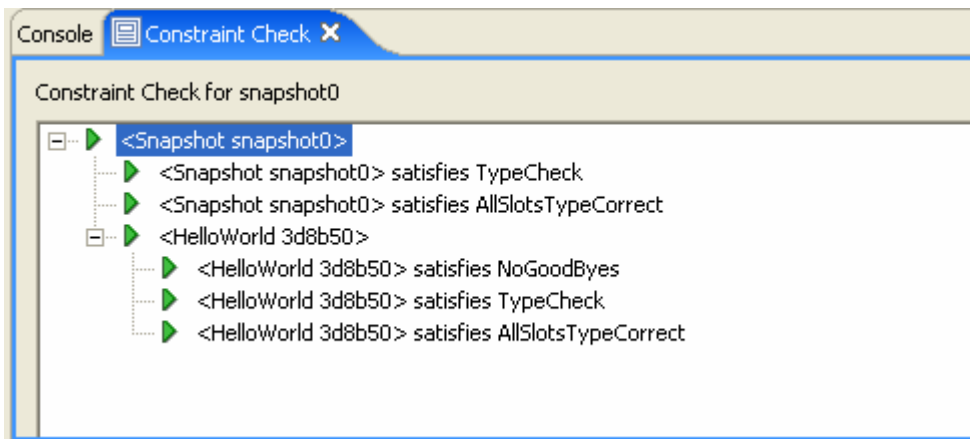 Console Constraint Check
Constraint Check for snapshot0
<Snapshot snapshot0>
<Snapshot snapshot0> satisfies TypeCheck
<Snapshot snapshot0> satisfies AllSlotsTypeCorrect
<HelloWorld 3d8b50>
<HelloWorld 3d8b50> satisfies NoGoodByes
<HelloWorld 3d8b50> satisfies TypeCheck
<HelloWorld 3d8b50> satisfies AllSlotsTypeCorrect